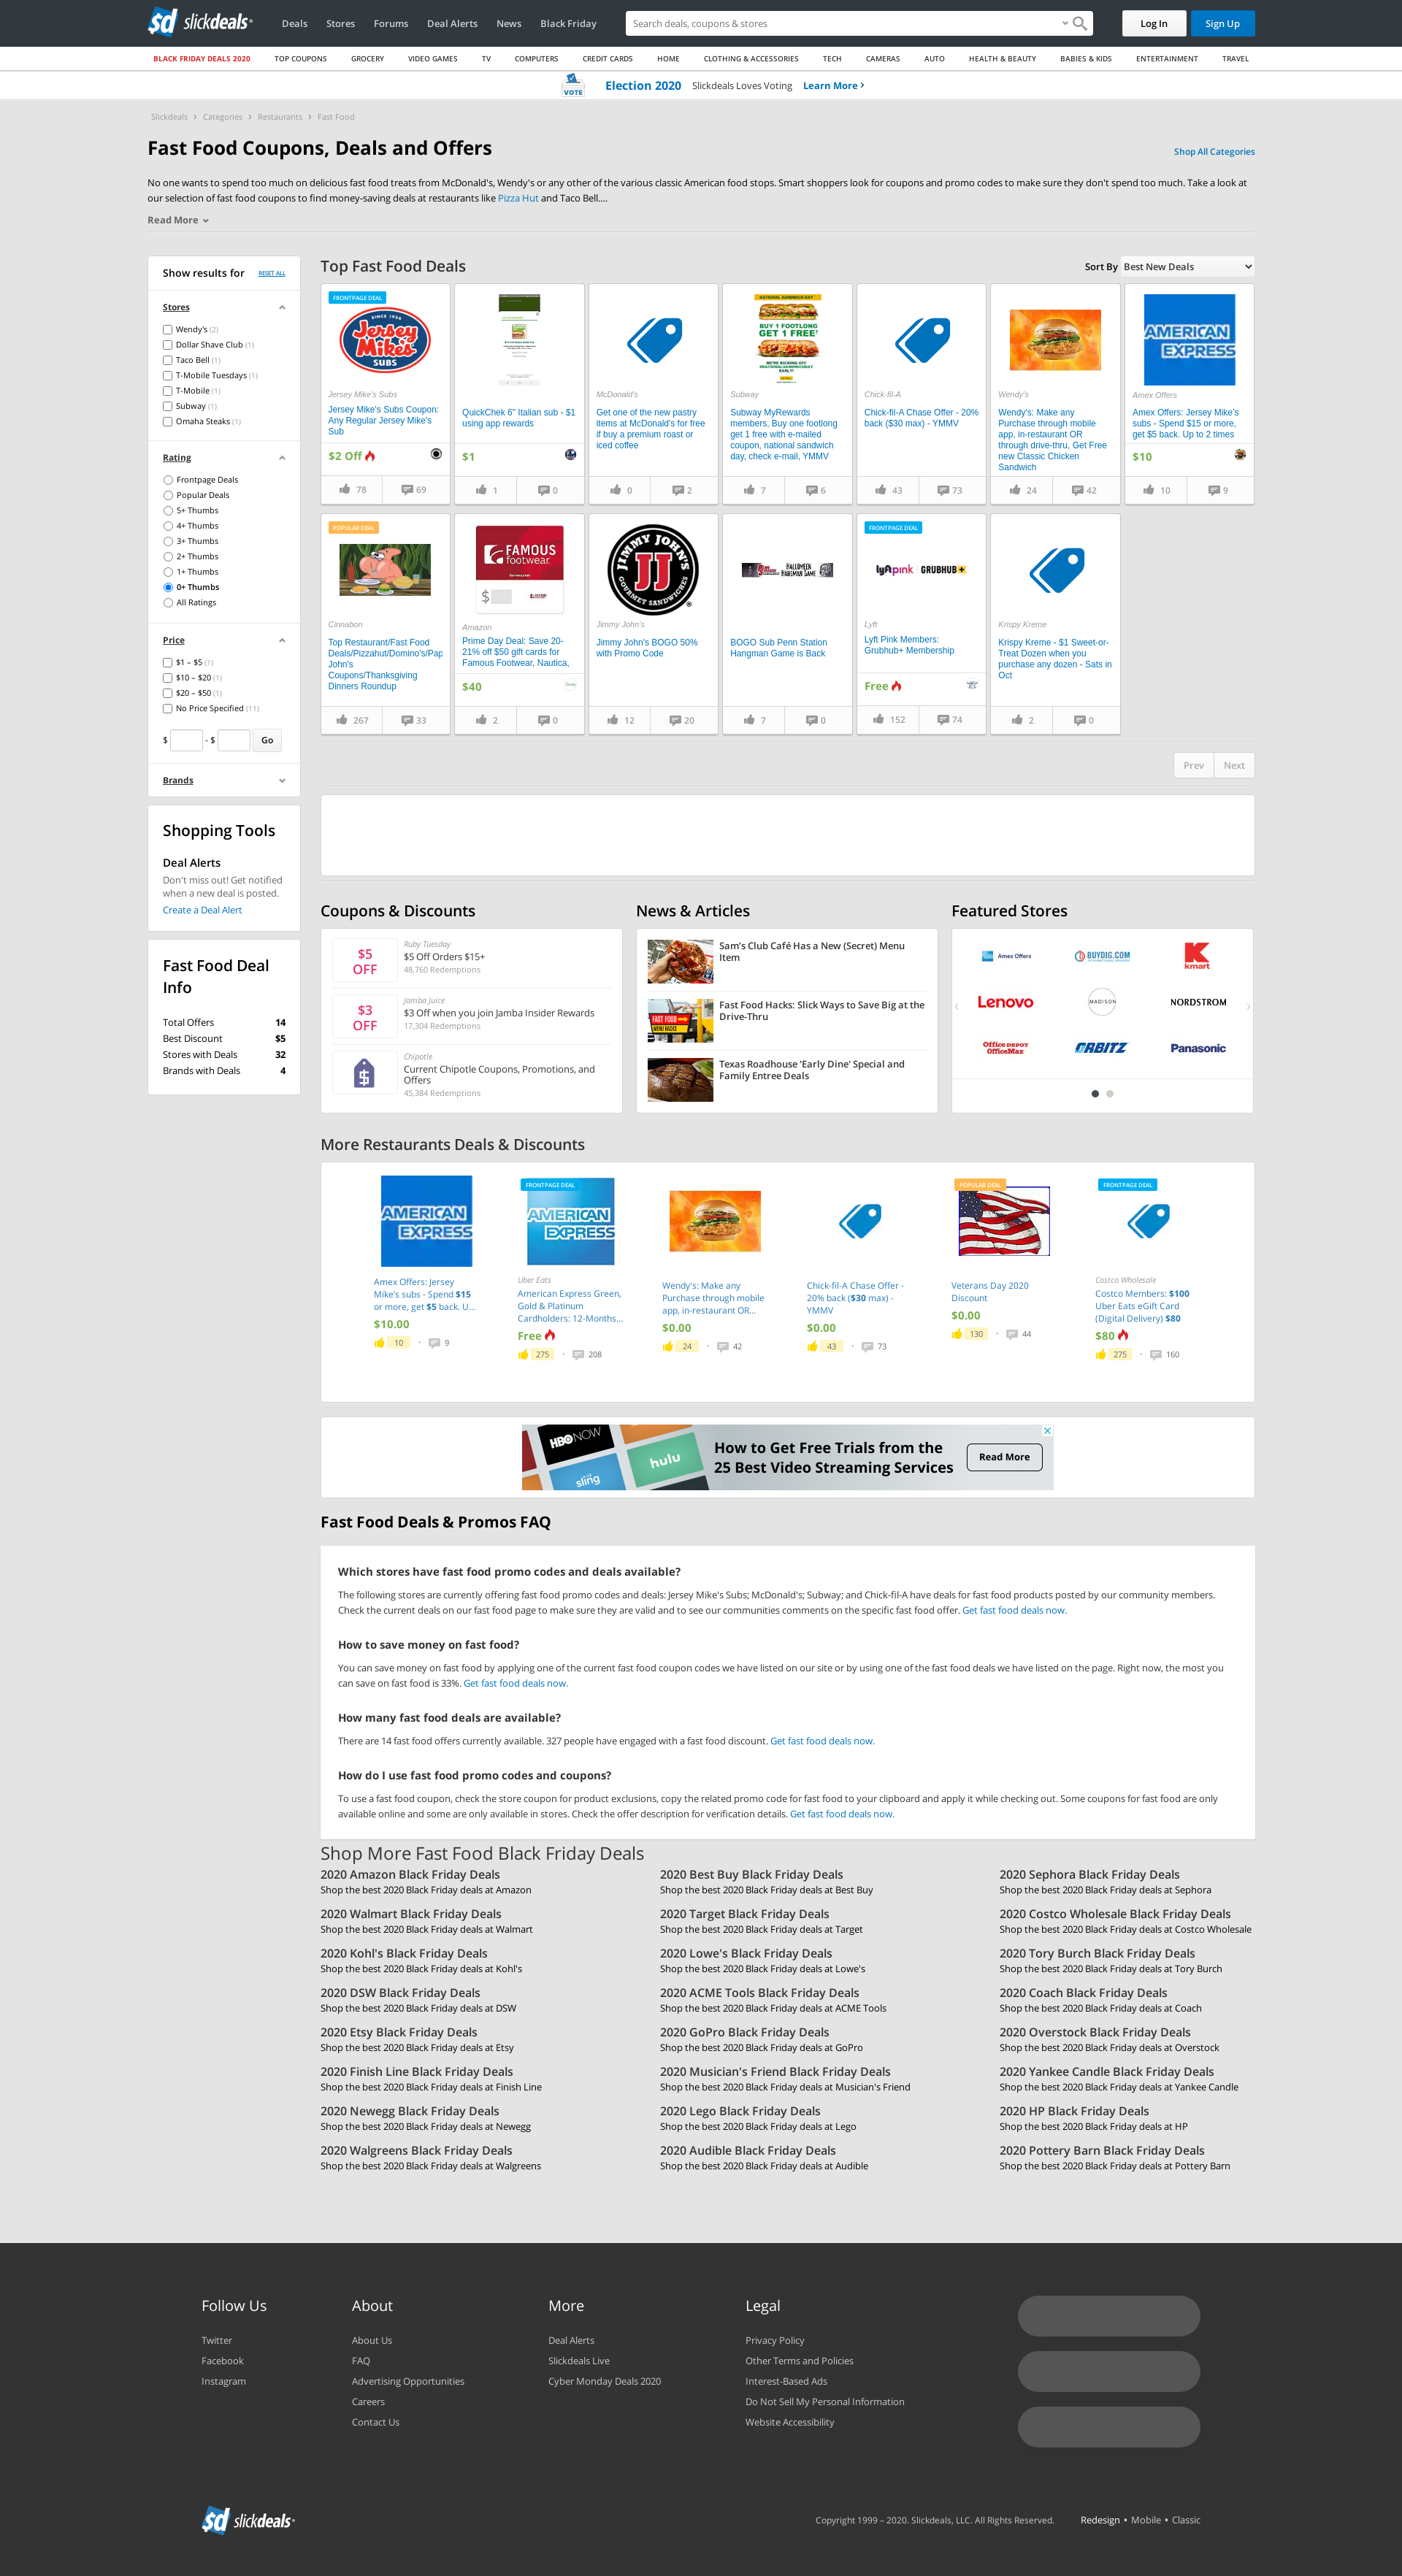 slickdeals
Deals
Stores
Forums
Deal Alerts
News
Black Friday
Search deals, coupons & stores
Log In
Sign Up
BLACK FRIDAY DEALS 2020
TOP COUPONS
GROCERY
VIDEO GAMES
TV
COMPUTERS
CREDIT CARDS
HOME
CLOTHING & ACCESSORIES
TECH
CAMERAS
AUTO
HEALTH & BEAUTY
BABIES & KIDS
ENTERTAINMENT
TRAVEL
VOTE
Election 2020
Slickdeals Loves Voting
Learn More ›
Slickdeals › Categories › Restaurants › Fast Food
Fast Food Coupons, Deals and Offers
Shop All Categories
No one wants to spend too much on delicious fast food treats from McDonald's, Wendy's or any other of the various classic American food stops. Smart shoppers look for coupons and promo codes to make sure they don't spend too much. Take a look at
our selection of fast food coupons to find money-saving deals at restaurants like Pizza Hut and Taco Bell....
Read More
Show results for
RESET ALL
Stores
Wendy's (2)
Dollar Shave Club (1)
Taco Bell (1)
T-Mobile Tuesdays (1)
T-Mobile (1)
Subway (1)
Omaha Steaks (1)
Rating
Frontpage Deals
Popular Deals
5+ Thumbs
4+ Thumbs
3+ Thumbs
2+ Thumbs
1+ Thumbs
0+ Thumbs
All Ratings
Price
$1 – $5 (1)
$10 – $20 (1)
$20 – $50 (1)
No Price Specified (11)
$ - $ Go
Brands
Shopping Tools
Deal Alerts
Don't miss out! Get notified
when a new deal is posted.
Create a Deal Alert
Fast Food Deal
Info
Total Offers 14
Best Discount $5
Stores with Deals 32
Brands with Deals 4
Top Fast Food Deals
Sort By Best New Deals
FRONTPAGE DEAL
SINCE 1956
Jersey Mike's
SUBS
Jersey Mike's Subs
Jersey Mike's Subs Coupon:
Any Regular Jersey Mike's
Sub
$2 Off
78
69
QuickChek 6" Italian sub - $1
using app rewards
$1
1
0
McDonald's
Get one of the new pastry
items at McDonald's for free
if buy a premium roast or
iced coffee
0
2
NATIONAL SANDWICH DAY
BUY 1 FOOTLONG
GET 1 FREE
Subway
Subway MyRewards
members, Buy one footlong
get 1 free with e-mailed
coupon, national sandwich
day, check e-mail, YMMV
7
6
Chick-fil-A
Chick-fil-A Chase Offer - 20%
back ($30 max) - YMMV
43
73
Wendy's
Wendy's: Make any
Purchase through mobile
app, in-restaurant OR
through drive-thru, Get Free
new Classic Chicken
Sandwich
24
42
AMERICAN
EXPRESS
Amex Offers
Amex Offers: Jersey Mike's
subs - Spend $15 or more,
get $5 back. Up to 2 times
$10
10
9
POPULAR DEAL
Cinnabon
Top Restaurant/Fast Food
Deals/Pizzahut/Domino's/Pap
John's
Coupons/Thanksgiving
Dinners Roundup
267
33
FAMOUS
footwear
$
Amazon
Prime Day Deal: Save 20-
21% off $50 gift cards for
Famous Footwear, Nautica,
$40
2
0
JIMMY JOHN'S
JJ
GOURMET SANDWICHES
Jimmy John's
Jimmy John's BOGO 50%
with Promo Code
12
20
HALLOWEEN
HANGMAN GAME
BOGO Sub Penn Station
Hangman Game is Back
7
0
FRONTPAGE DEAL
lyft pink GRUBHUB+
Lyft
Lyft Pink Members:
Grubhub+ Membership
Free
152
74
Krispy Kreme
Krispy Kreme - $1 Sweet-or-
Treat Dozen when you
purchase any dozen - Sats in
Oct
2
0
Prev
Next
Coupons & Discounts
$5
OFF
Ruby Tuesday
$5 Off Orders $15+
48,760 Redemptions
$3
OFF
Jamba Juice
$3 Off when you join Jamba Insider Rewards
17,304 Redemptions
Chipotle
Current Chipotle Coupons, Promotions, and
Offers
45,384 Redemptions
News & Articles
Sam's Club Café Has a New (Secret) Menu
Item
FAST FOOD
MENU HACKS
Fast Food Hacks: Slick Ways to Save Big at the
Drive-Thru
Texas Roadhouse 'Early Dine' Special and
Family Entree Deals
Featured Stores
Amex Offers
BUYDIG.COM
kmart
Lenovo
MADISON
NORDSTROM
Office DEPOT
OfficeMax
ORBITZ
Panasonic
More Restaurants Deals & Discounts
AMERICAN
EXPRESS
Amex Offers: Jersey
Mike's subs - Spend $15
or more, get $5 back. U...
$10.00
10 · 9
FRONTPAGE DEAL
AMERICAN
EXPRESS
Uber Eats
American Express Green,
Gold & Platinum
Cardholders: 12-Months...
Free
275 · 208
Wendy's: Make any
Purchase through mobile
app, in-restaurant OR...
$0.00
24 · 42
Chick-fil-A Chase Offer -
20% back ($30 max) -
YMMV
$0.00
43 · 73
POPULAR DEAL
Veterans Day 2020
Discount
$0.00
130 · 44
FRONTPAGE DEAL
Costco Wholesale
Costco Members: $100
Uber Eats eGift Card
(Digital Delivery) $80
$80
275 · 160
HBO NOW
sling
hulu
How to Get Free Trials from the
25 Best Video Streaming Services
Read More
Fast Food Deals & Promos FAQ
Which stores have fast food promo codes and deals available?
The following stores are currently offering fast food promo codes and deals: Jersey Mike's Subs; McDonald's; Subway; and Chick-fil-A have deals for fast food products posted by our community members.
Check the current deals on our fast food page to make sure they are valid and to see our communities comments on the specific fast food offer. Get fast food deals now.
How to save money on fast food?
You can save money on fast food by applying one of the current fast food coupon codes we have listed on our site or by using one of the fast food deals we have listed on the page. Right now, the most you
can save on fast food is 33%. Get fast food deals now.
How many fast food deals are available?
There are 14 fast food offers currently available. 327 people have engaged with a fast food discount. Get fast food deals now.
How do I use fast food promo codes and coupons?
To use a fast food coupon, check the store coupon for product exclusions, copy the related promo code for fast food to your clipboard and apply it while checking out. Some coupons for fast food are only
available online and some are only available in stores. Check the offer description for verification details. Get fast food deals now.
Shop More Fast Food Black Friday Deals
2020 Amazon Black Friday Deals
Shop the best 2020 Black Friday deals at Amazon
2020 Best Buy Black Friday Deals
Shop the best 2020 Black Friday deals at Best Buy
2020 Sephora Black Friday Deals
Shop the best 2020 Black Friday deals at Sephora
2020 Walmart Black Friday Deals
Shop the best 2020 Black Friday deals at Walmart
2020 Target Black Friday Deals
Shop the best 2020 Black Friday deals at Target
2020 Costco Wholesale Black Friday Deals
Shop the best 2020 Black Friday deals at Costco Wholesale
2020 Kohl's Black Friday Deals
Shop the best 2020 Black Friday deals at Kohl's
2020 Lowe's Black Friday Deals
Shop the best 2020 Black Friday deals at Lowe's
2020 Tory Burch Black Friday Deals
Shop the best 2020 Black Friday deals at Tory Burch
2020 DSW Black Friday Deals
Shop the best 2020 Black Friday deals at DSW
2020 ACME Tools Black Friday Deals
Shop the best 2020 Black Friday deals at ACME Tools
2020 Coach Black Friday Deals
Shop the best 2020 Black Friday deals at Coach
2020 Etsy Black Friday Deals
Shop the best 2020 Black Friday deals at Etsy
2020 GoPro Black Friday Deals
Shop the best 2020 Black Friday deals at GoPro
2020 Overstock Black Friday Deals
Shop the best 2020 Black Friday deals at Overstock
2020 Finish Line Black Friday Deals
Shop the best 2020 Black Friday deals at Finish Line
2020 Musician's Friend Black Friday Deals
Shop the best 2020 Black Friday deals at Musician's Friend
2020 Yankee Candle Black Friday Deals
Shop the best 2020 Black Friday deals at Yankee Candle
2020 Newegg Black Friday Deals
Shop the best 2020 Black Friday deals at Newegg
2020 Lego Black Friday Deals
Shop the best 2020 Black Friday deals at Lego
2020 HP Black Friday Deals
Shop the best 2020 Black Friday deals at HP
2020 Walgreens Black Friday Deals
Shop the best 2020 Black Friday deals at Walgreens
2020 Audible Black Friday Deals
Shop the best 2020 Black Friday deals at Audible
2020 Pottery Barn Black Friday Deals
Shop the best 2020 Black Friday deals at Pottery Barn
Follow Us
Twitter
Facebook
Instagram
About
About Us
FAQ
Advertising Opportunities
Careers
Contact Us
More
Deal Alerts
Slickdeals Live
Cyber Monday Deals 2020
Legal
Privacy Policy
Other Terms and Policies
Interest-Based Ads
Do Not Sell My Personal Information
Website Accessibility
slickdeals
Copyright 1999 – 2020. Slickdeals, LLC. All Rights Reserved.
Redesign • Mobile • Classic